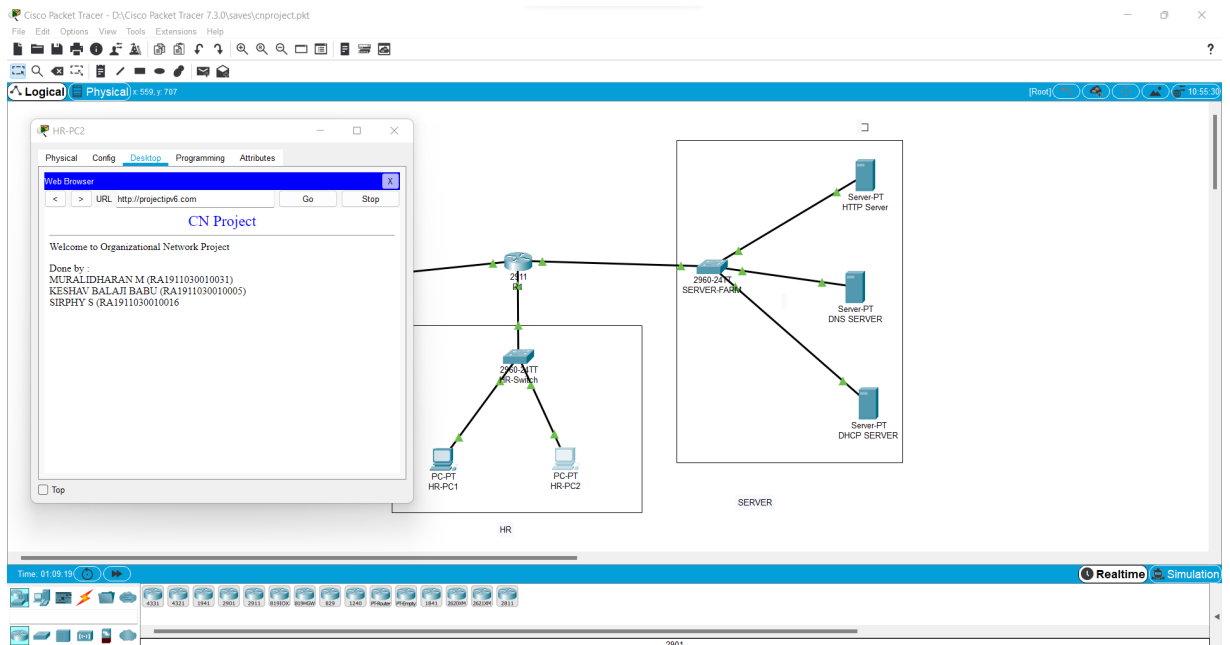 Cisco Packet Tracer - D:\Cisco Packet Tracer 7.3.0\saves\cnproject.pkt
File Edit Options View Tools Extensions Help
?
Logical Physical x: 559, y: 707 [Root] 10:55:30
HR-PC2
Physical Config Desktop Programming Attributes
Web Browser X
< > URL http://projectipv6.com Go Stop
CN Project
Welcome to Organizational Network Project
Done by :
MURALIDHARAN M (RA1911030010031)
KESHAV BALAJI BABU (RA1911030010005)
SIRPHY S (RA1911030010016
Top
2911
2960-24TT
HR-Switch
PC-PT
HR-PC1
PC-PT
HR-PC2
HR
2960-24TT
SERVER-FARM
Server-PT
HTTP Server
Server-PT
DNS SERVER
Server-PT
DHCP SERVER
SERVER
Time: 01:09:19 Realtime Simulation
4331 4321 1941 2901 2911 819IOX 819HGW 829 1240 PT-Router PT-Empty 1841 2620XM 2621XM 2811
2901